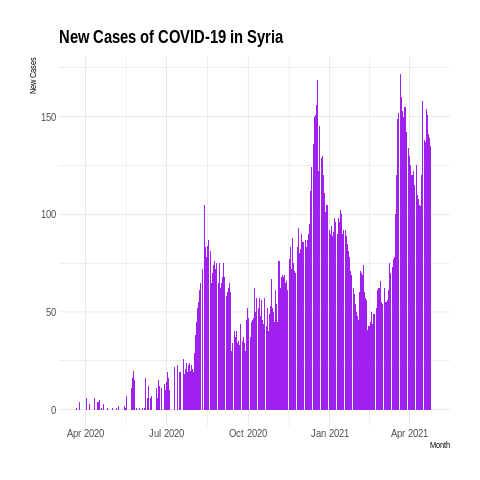 New Cases of COVID-19 in Syria
New Cases
150
100
50
0
Apr 2020 Jul 2020 Oct 2020 Jan 2021 Apr 2021
Month